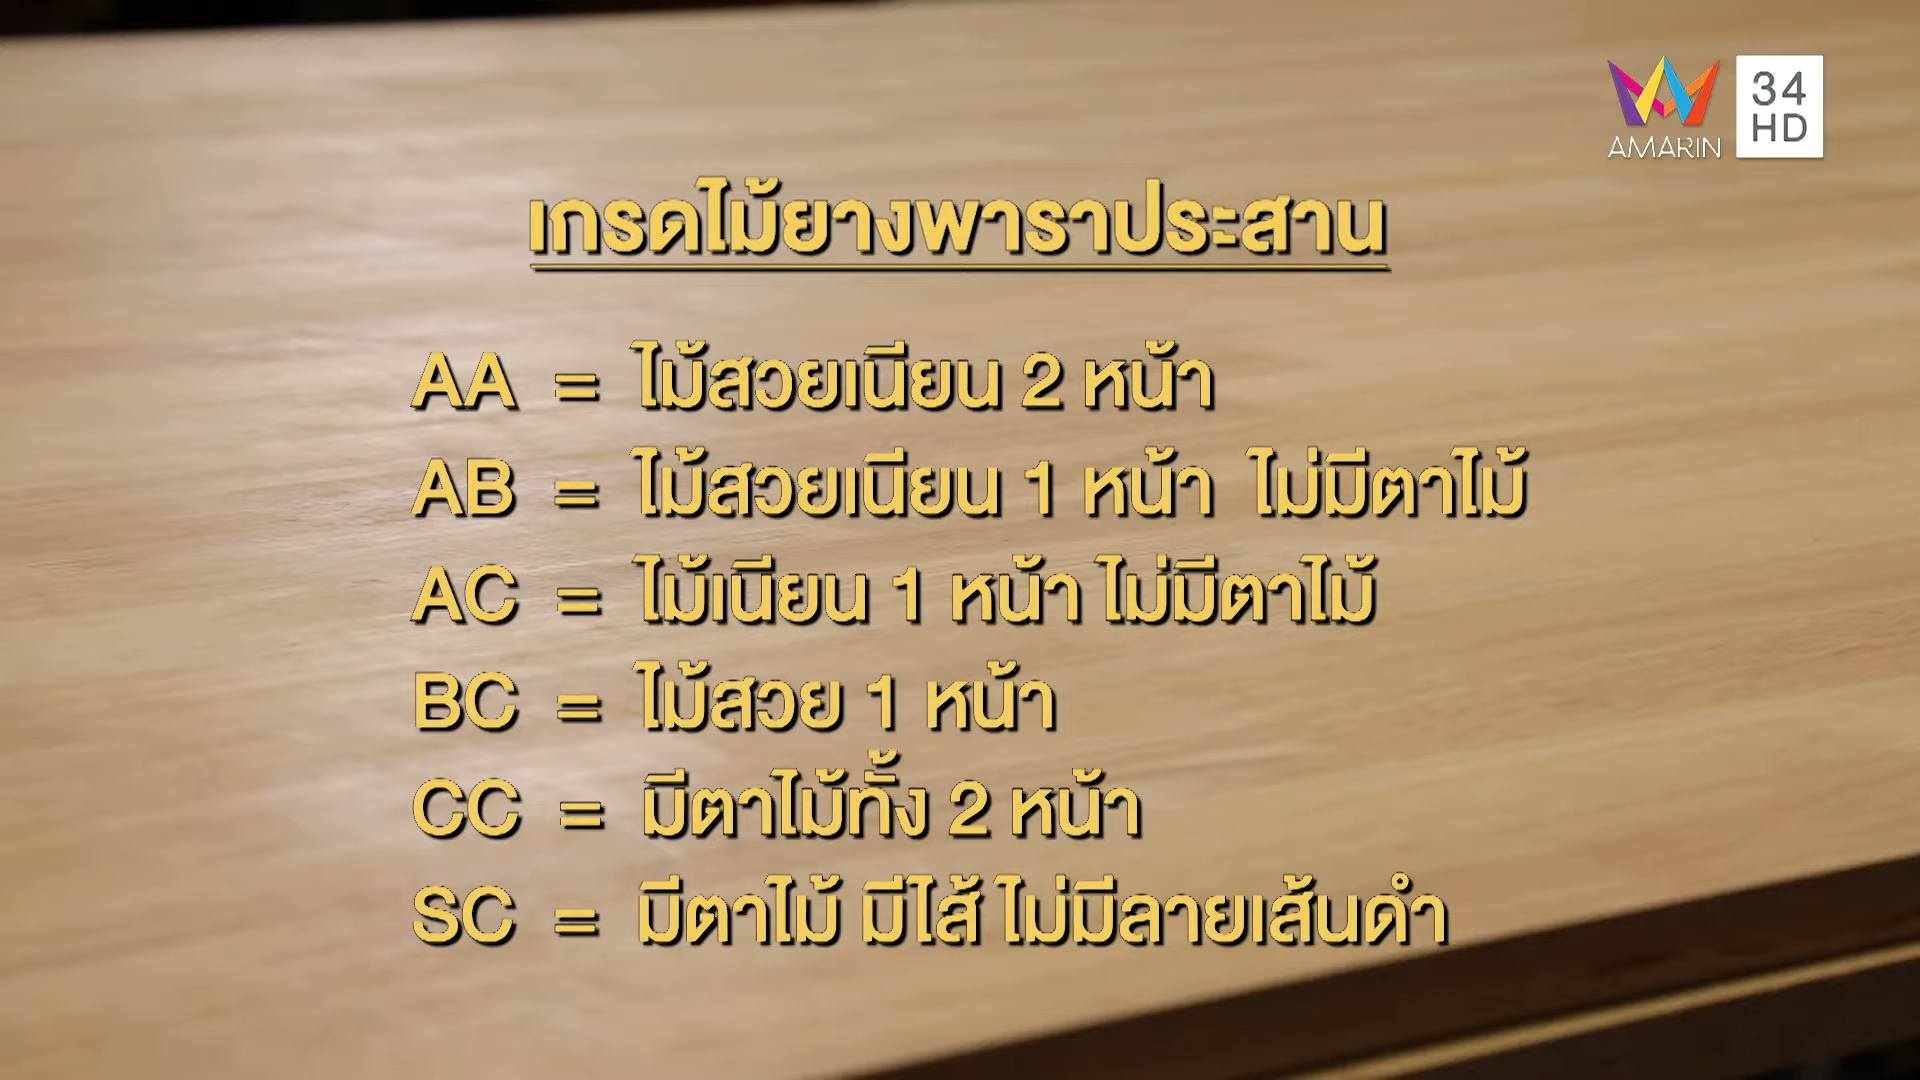 AMARIN
34
HD
เกรดไม้ยางพาราประสาน
AA = ไม้สวยเนียน 2 หน้า
AB = ไม้สวยเนียน 1 หน้า ไม่มีตาไม้
AC = ไม้เนียน 1 หน้า ไม่มีตาไม้
BC = ไม้สวย 1 หน้า
CC = มีตาไม้ทั้ง 2 หน้า
SC = มีตาไม้ มีไส้ ไม่มีลายเส้นดำ